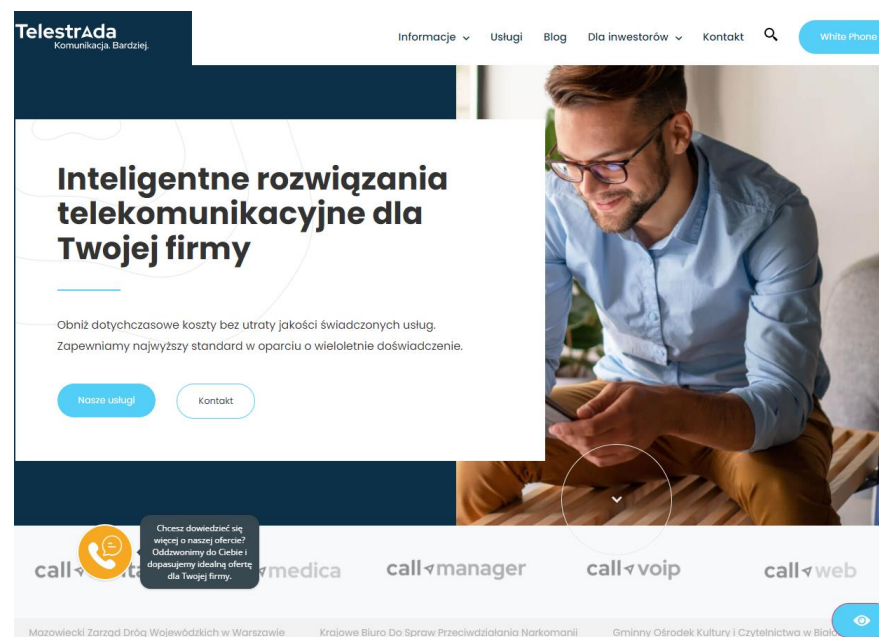 TelestrAda
Komunikacja. Bardziej.
Informacje
Usługi
Blog
Dla inwestorów
Kontakt
White Phone
Inteligentne rozwiązania
telekomunikacyjne dla
Twojej firmy
Obniż dotychczasowe koszty bez utraty jakości świadczonych usług.
Zapewniamy najwyższy standard w oparciu o wieloletnie doświadczenie.
Nasze usługi
Kontakt
Chcesz dowiedzieć się
więcej o naszej ofercie?
Oddzwonimy do Ciebie i
dopasujemy idealną ofertę
dla Twojej firmy.
call
medica
call manager
call voip
call web
Mazowiecki Zarząd Dróg Wojewódzkich w Warszawie
Krajowe Biuro Do Spraw Przeciwdziałania Narkomanii
Gminny Ośrodek Kultury i Czytelnictwa w